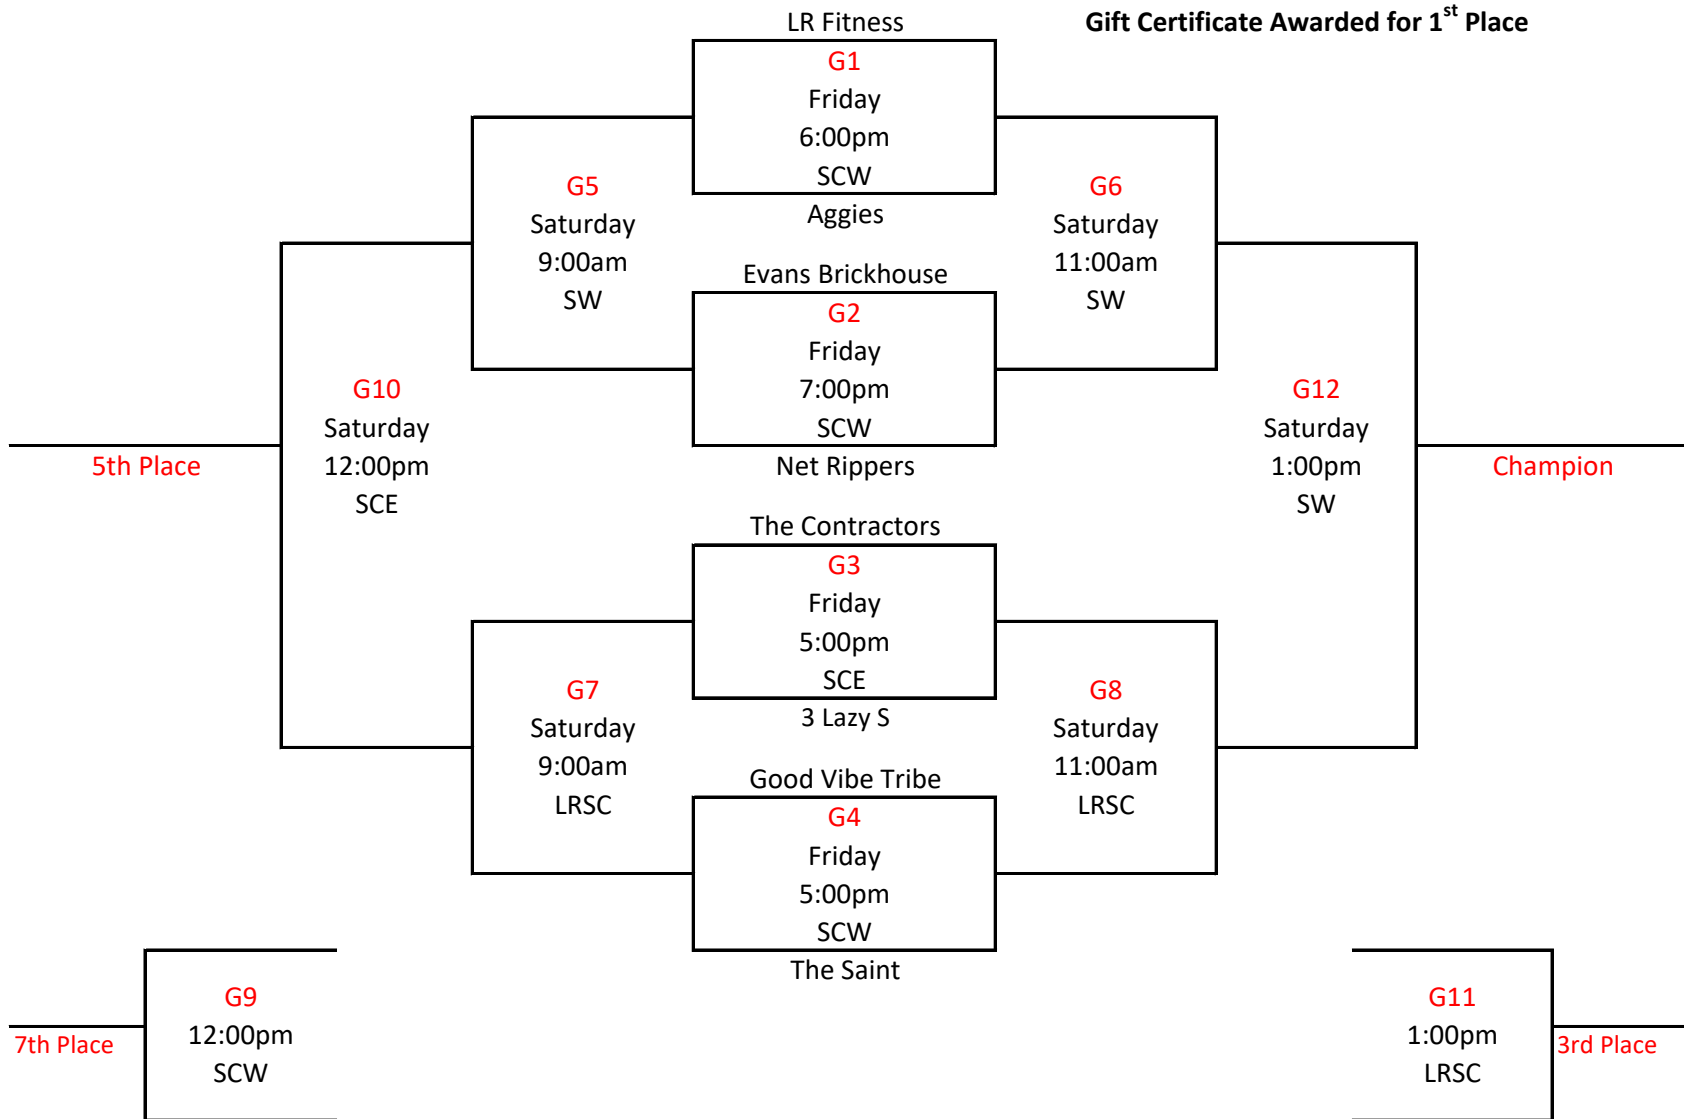 LR Fitness
Gift Certificate Awarded for 1st Place
G1
Friday
6:00pm
SCW
Aggies
G5
Saturday
9:00am
SW
G6
Saturday
11:00am
SW
Evans Brickhouse
G2
Friday
7:00pm
SCW
Net Rippers
G10
Saturday
12:00pm
SCE
5th Place
G12
Saturday
1:00pm
SW
Champion
The Contractors
G3
Friday
5:00pm
SCE
3 Lazy S
G7
Saturday
9:00am
LRSC
G8
Saturday
11:00am
LRSC
Good Vibe Tribe
G4
Friday
5:00pm
SCW
The Saint
G9
12:00pm
SCW
7th Place
G11
1:00pm
LRSC
3rd Place